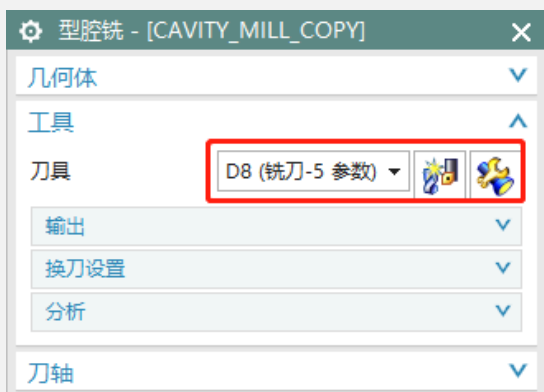 型腔铣 - [CAVITY_MILL_COPY]
几何体
工具
刀具 D8 (铣刀-5 参数)
输出
换刀设置
分析
刀轴